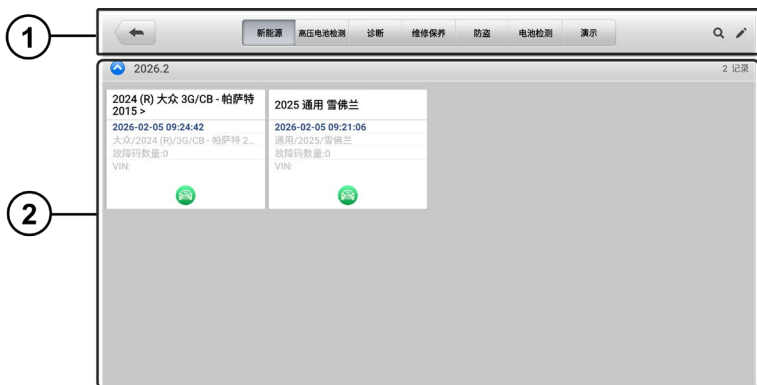 1
新能源 高压电池检测 诊断 维修保养 防盗 电池检测 演示
2026.2 2 记录
2024 (R) 大众 3G/CB - 帕萨特
2015 >
2026-02-05 09:24:42
大众/2024 (R)/3G/CB - 帕萨特 2...
故障码数量:0
VIN:
2025 通用 雪佛兰
2026-02-05 09:21:06
通用/2025/雪佛兰
故障码数量:0
VIN:
2